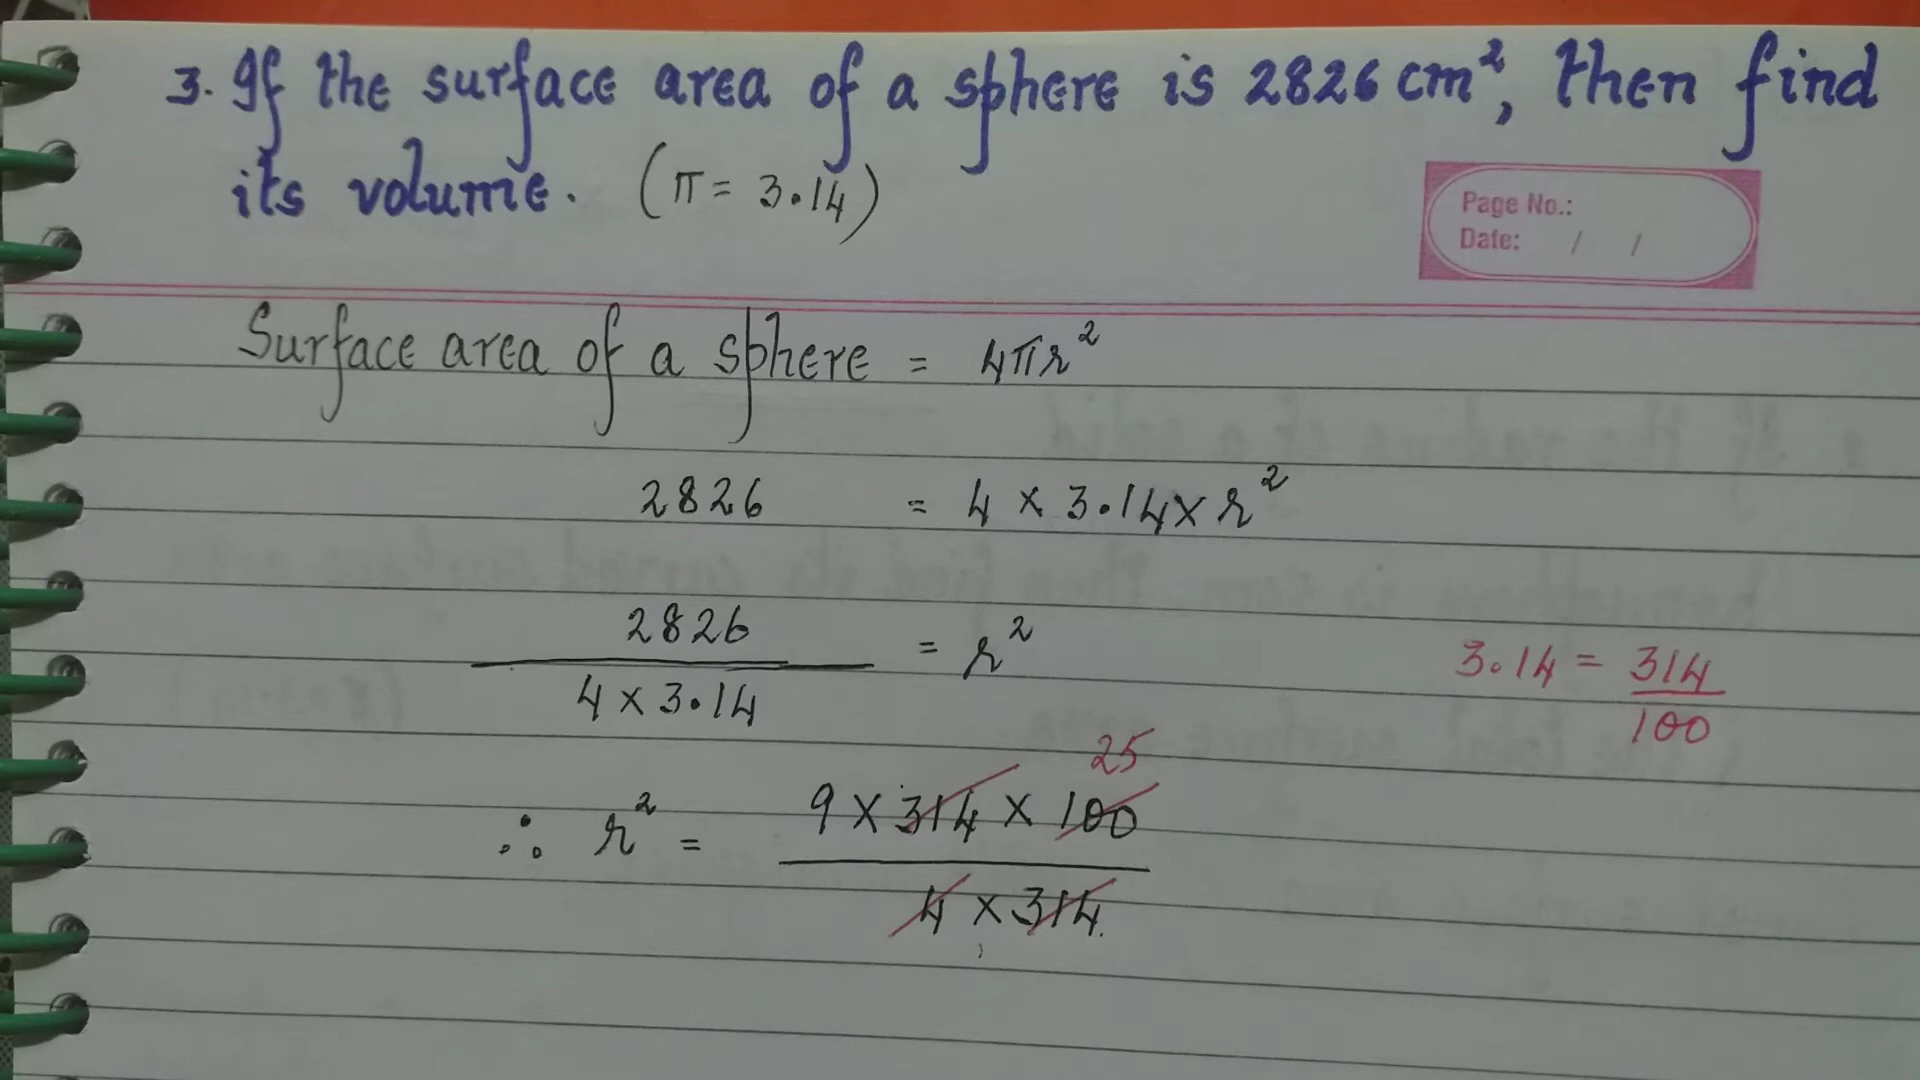 3. If the surface area of a sphere is 2826 cm², then find
its volume. (π = 3.14)
Page No.:
Date: / /
Surface area of a sphere = 4πr²
2826 = 4 × 3.14 × r²
2826
= r²
4 × 3.14
3.14 = 314
100
25
9 × 314 × 100
∴ r² =
4 × 314